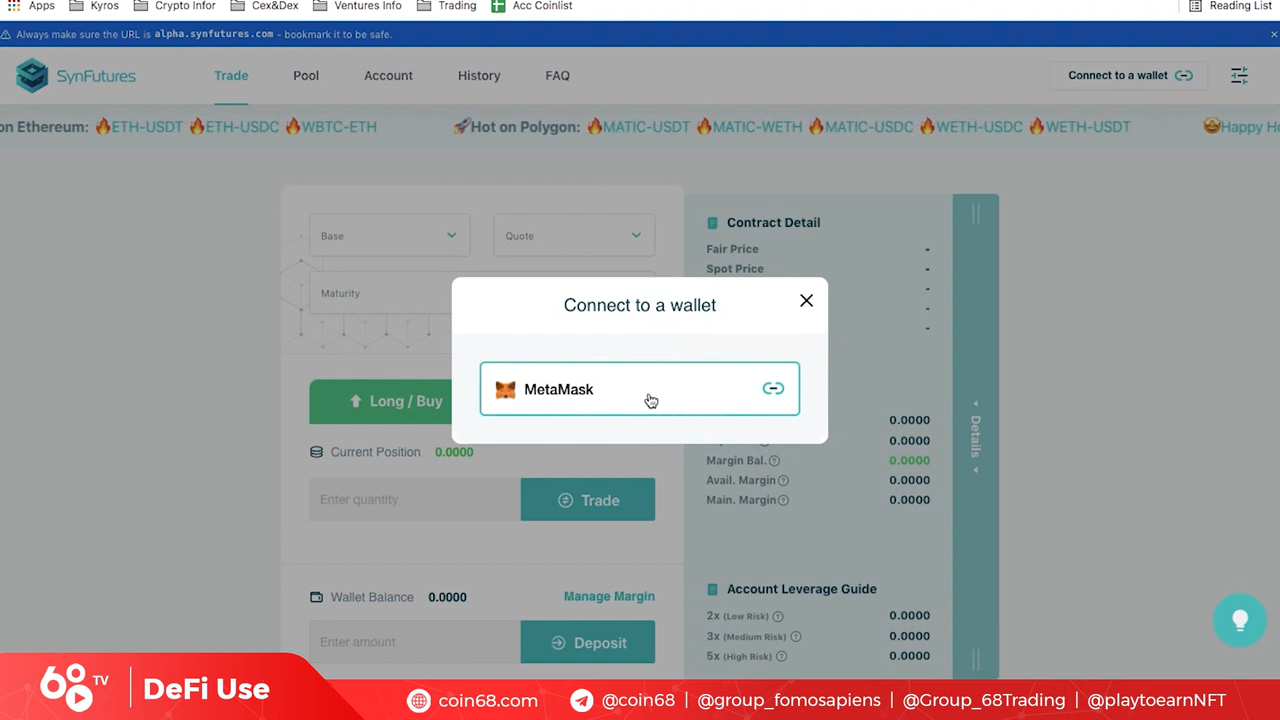 Apps Kyros Crypto Infor Cex&Dex Ventures Info Trading Acc Coinlist Reading List
Always make sure the URL is alpha.synfutures.com - bookmark it to be safe.
SynFutures Trade Pool Account History FAQ Connect to a wallet
on Ethereum: 🔥ETH-USDT 🔥ETH-USDC 🔥WBTC-ETH 🚀Hot on Polygon: 🔥MATIC-USDT 🔥MATIC-WETH 🔥MATIC-USDC 🔥WETH-USDC 🔥WETH-USDT 🤩Happy Ho
Base Quote
Maturity
Contract Detail
Fair Price -
Spot Price -
-
-
-
Connect to a wallet
MetaMask
Long / Buy
Current Position 0.0000
Enter quantity Trade
Wallet Balance 0.0000 Manage Margin
Enter amount Deposit
0.0000
0.0000
Margin Bal. 0.0000
Avail. Margin 0.0000
Main. Margin 0.0000
Details
Account Leverage Guide
2x (Low Risk) 0.0000
3x (Medium Risk) 0.0000
5x (High Risk) 0.0000
68 TV DeFi Use coin68.com @coin68 | @group_fomosapiens | @Group_68Trading | @playtoearnNFT